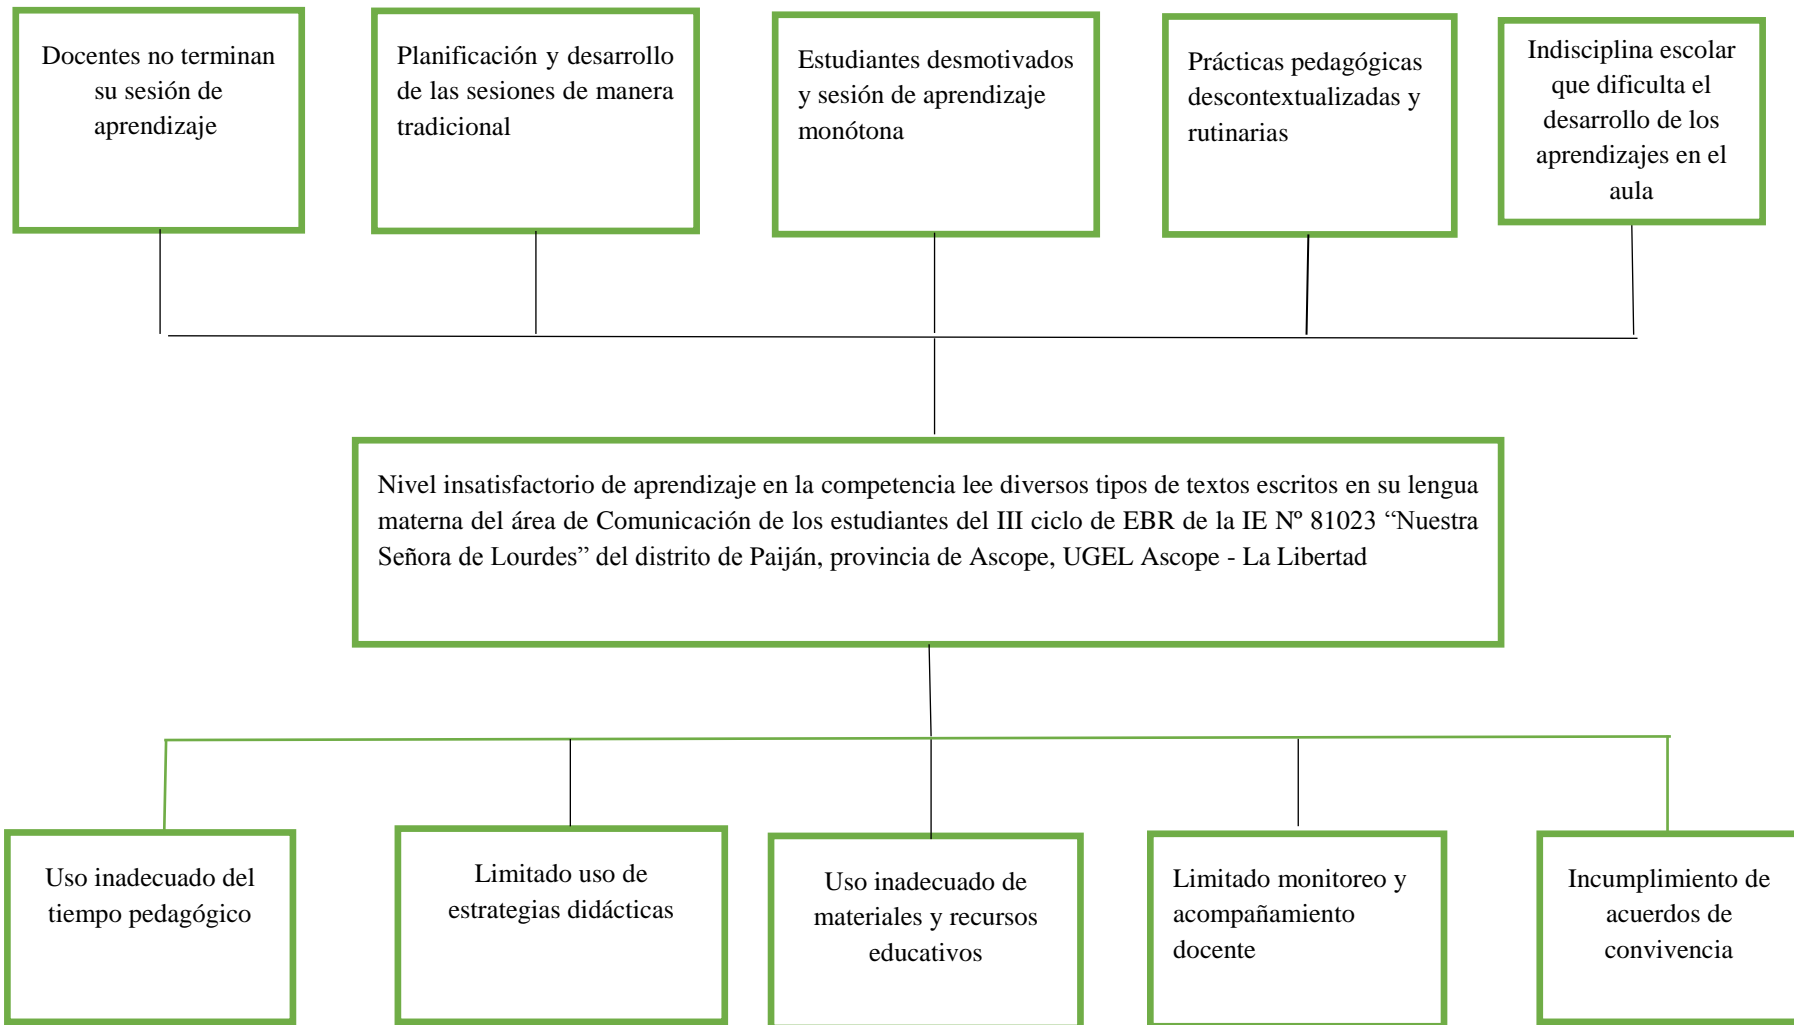 Docentes no terminan
su sesión de
aprendizaje
Planificación y desarrollo
de las sesiones de manera
tradicional
Estudiantes desmotivados
y sesión de aprendizaje
monótona
Prácticas pedagógicas
descontextualizadas y
rutinarias
Indisciplina escolar
que dificulta el
desarrollo de los
aprendizajes en el
aula
Nivel insatisfactorio de aprendizaje en la competencia lee diversos tipos de textos escritos en su lengua
materna del área de Comunicación de los estudiantes del III ciclo de EBR de la IE Nº 81023 “Nuestra
Señora de Lourdes” del distrito de Paiján, provincia de Ascope, UGEL Ascope - La Libertad
Uso inadecuado del
tiempo pedagógico
Limitado uso de
estrategias didácticas
Uso inadecuado de
materiales y recursos
educativos
Limitado monitoreo y
acompañamiento
docente
Incumplimiento de
acuerdos de
convivencia